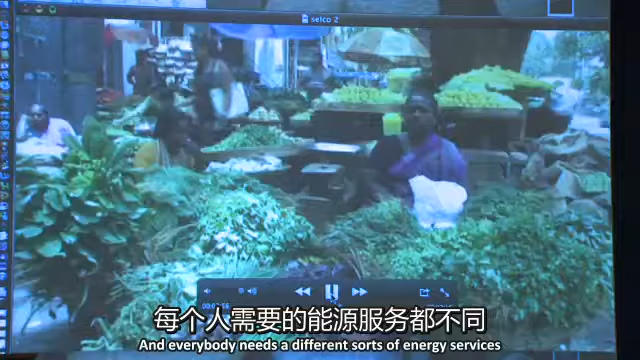 selco 2
每个人需要的能源服务都不同
And everybody needs a different sorts of energy services